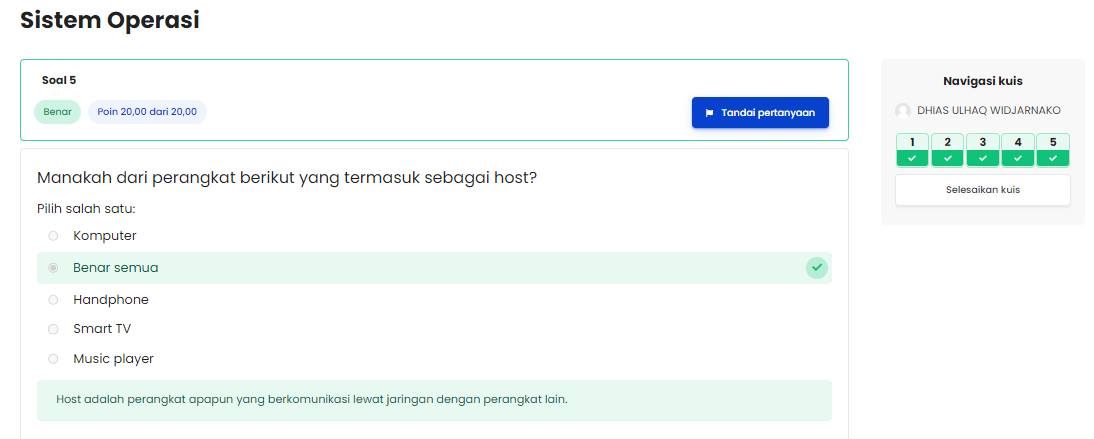 Sistem Operasi
Soal 5
Benar
Poin 20,00 dari 20,00
Tandai pertanyaan
Manakah dari perangkat berikut yang termasuk sebagai host?
Pilih salah satu:
Komputer
Benar semua
Handphone
Smart TV
Music player
Host adalah perangkat apapun yang berkomunikasi lewat jaringan dengan perangkat lain.
Navigasi kuis
DHIAS ULHAQ WIDJARNAKO
1 2 3 4 5
Selesaikan kuis